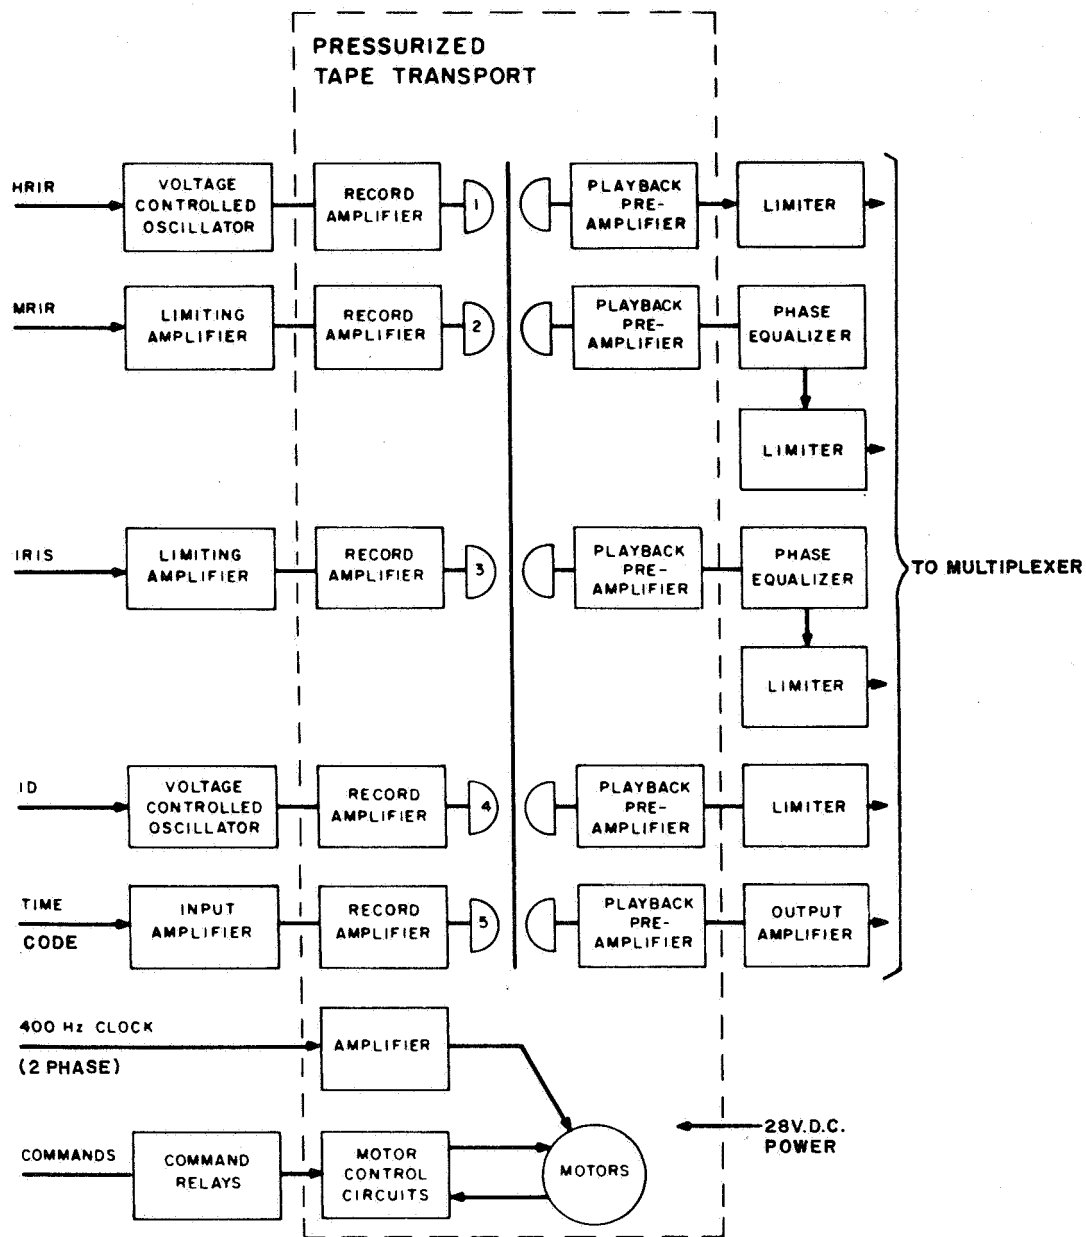 PRESSURIZED
TAPE TRANSPORT
HRIR
VOLTAGE
CONTROLLED
OSCILLATOR
RECORD
AMPLIFIER
1
PLAYBACK
PRE-
AMPLIFIER
LIMITER
MRIR
LIMITING
AMPLIFIER
RECORD
AMPLIFIER
2
PLAYBACK
PRE-
AMPLIFIER
PHASE
EQUALIZER
LIMITER
IRIS
LIMITING
AMPLIFIER
RECORD
AMPLIFIER
3
PLAYBACK
PRE-
AMPLIFIER
PHASE
EQUALIZER
TO MULTIPLEXER
LIMITER
ID
VOLTAGE
CONTROLLED
OSCILLATOR
RECORD
AMPLIFIER
4
PLAYBACK
PRE-
AMPLIFIER
LIMITER
TIME
CODE
INPUT
AMPLIFIER
RECORD
AMPLIFIER
5
PLAYBACK
PRE-
AMPLIFIER
OUTPUT
AMPLIFIER
400 Hz CLOCK
(2 PHASE)
AMPLIFIER
28V.D.C.
POWER
COMMANDS
COMMAND
RELAYS
MOTOR
CONTROL
CIRCUITS
MOTORS